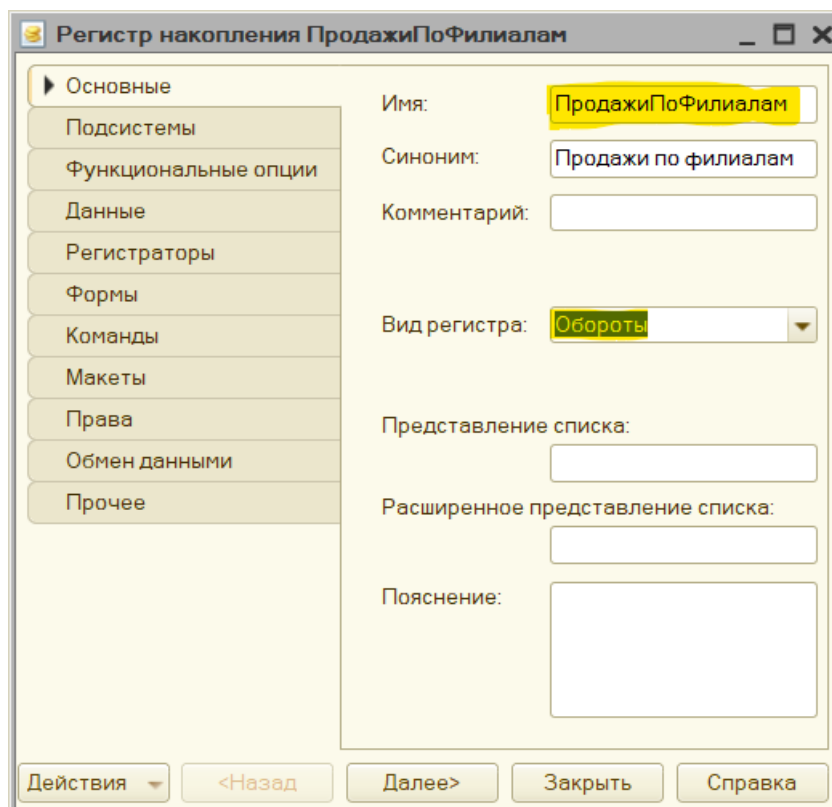 Регистр накопления ПродажиПоФилиалам
Основные
Подсистемы
Функциональные опции
Данные
Регистраторы
Формы
Команды
Макеты
Права
Обмен данными
Прочее
Имя: ПродажиПоФилиалам
Синоним: Продажи по филиалам
Комментарий:
Вид регистра: Обороты
Представление списка:
Расширенное представление списка:
Пояснение:
Действия <Назад Далее> Закрыть Справка